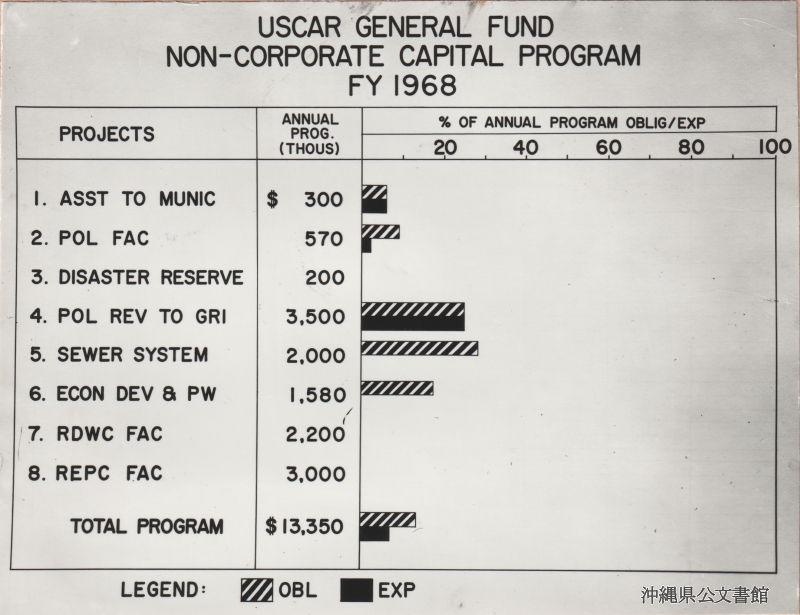 USCAR GENERAL FUND
NON-CORPORATE CAPITAL PROGRAM
FY 1968
PROJECTS
ANNUAL
PROG.
(THOUS)
% OF ANNUAL PROGRAM OBLIG/EXP
20 40 60 80 100
1. ASST TO MUNIC $ 300
2. POL FAC 570
3. DISASTER RESERVE 200
4. POL REV TO GRI 3,500
5. SEWER SYSTEM 2,000
6. ECON DEV & PW 1,580
7. RDWC FAC 2,200
8. REPC FAC 3,000
TOTAL PROGRAM $13,350
LEGEND: OBL EXP
沖縄県公文書館